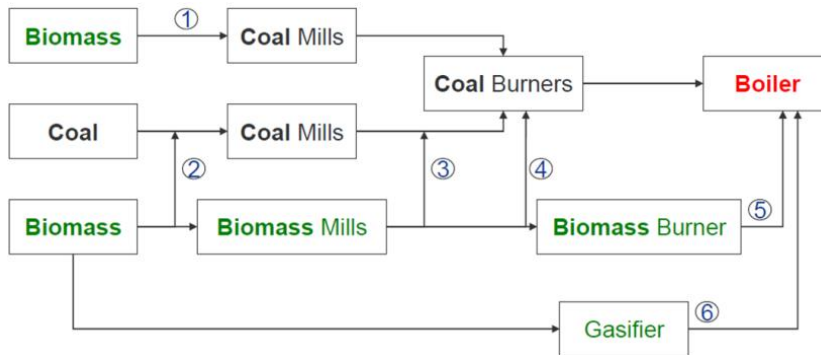 Biomass
①
Coal Mills
Coal Burners
Boiler
Coal
Coal Mills
②
③
④
Biomass
Biomass Mills
Biomass Burner
⑤
Gasifier
⑥